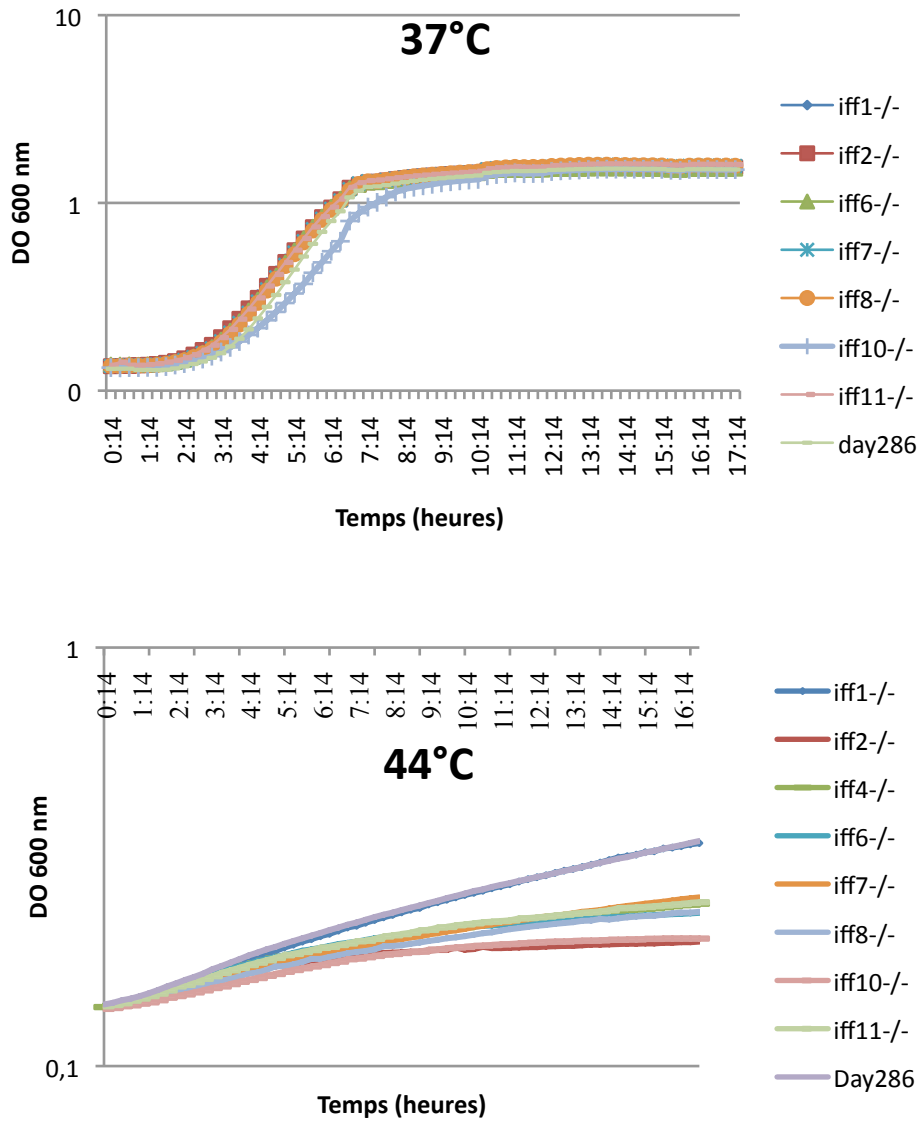 37°C
10
1
0
DO 600 nm
0:14
1:14
2:14
3:14
4:14
5:14
6:14
7:14
8:14
9:14
10:14
11:14
12:14
13:14
14:14
15:14
16:14
17:14
Temps (heures)
iff1-/-
iff2-/-
iff6-/-
iff7-/-
iff8-/-
iff10-/-
iff11-/-
day286
1
0:14
1:14
2:14
3:14
4:14
5:14
6:14
7:14
8:14
9:14
10:14
11:14
12:14
13:14
14:14
15:14
16:14
44°C
DO 600 nm
0,1
Temps (heures)
iff1-/-
iff2-/-
iff4-/-
iff6-/-
iff7-/-
iff8-/-
iff10-/-
iff11-/-
Day286